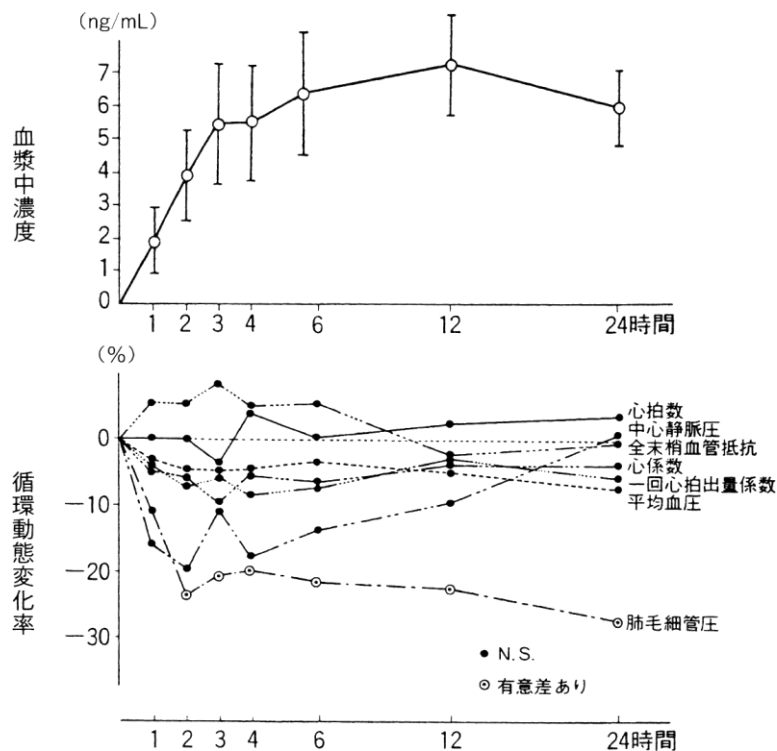 (ng/mL)
7
6
5
4
3
2
1
0
血漿中濃度
1 2 3 4 6 12 24時間
(%)
0
−10
−20
−30
循環動態変化率
心拍数
中心静脈圧
全末梢血管抵抗
心係数
一回心拍出量係数
平均血圧
肺毛細管圧
N.S.
有意差あり
1 2 3 4 6 12 24時間